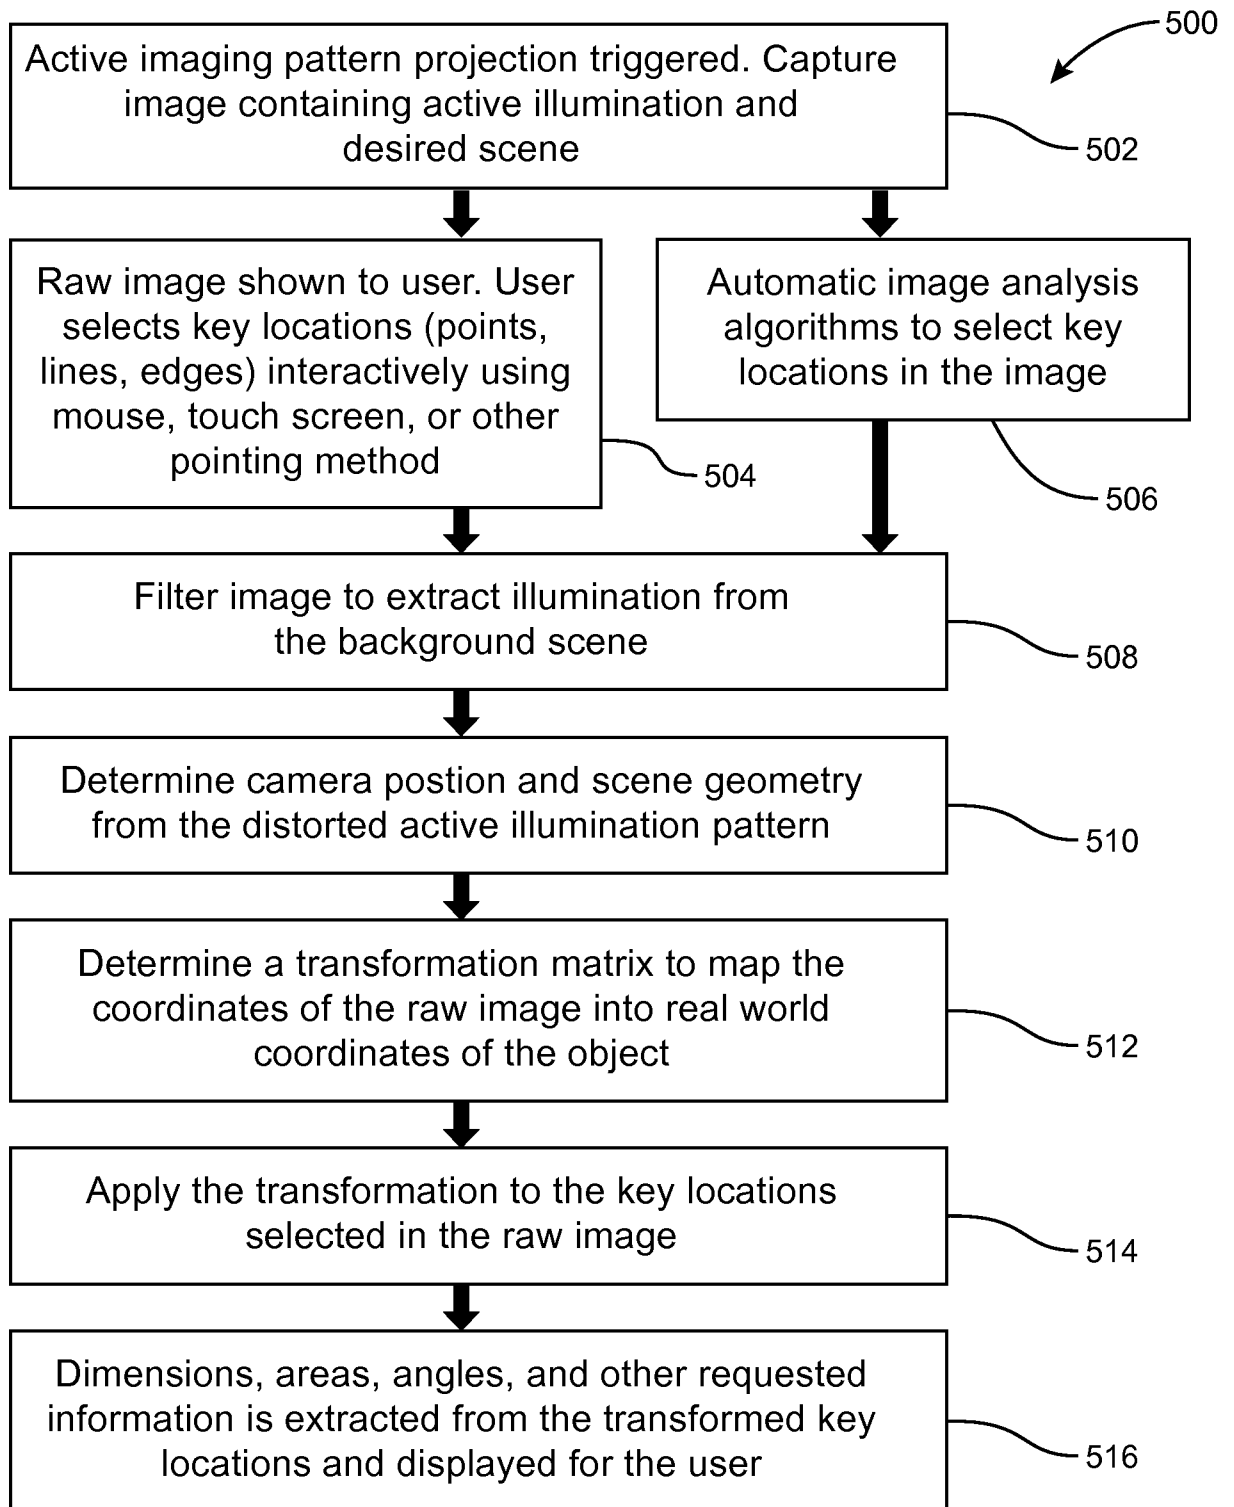 500
Active imaging pattern projection triggered. Capture
image containing active illumination and
desired scene
502
Raw image shown to user. User
selects key locations (points,
lines, edges) interactively using
mouse, touch screen, or other
pointing method
504
Automatic image analysis
algorithms to select key
locations in the image
506
Filter image to extract illumination from
the background scene
508
Determine camera postion and scene geometry
from the distorted active illumination pattern
510
Determine a transformation matrix to map the
coordinates of the raw image into real world
coordinates of the object
512
Apply the transformation to the key locations
selected in the raw image
514
Dimensions, areas, angles, and other requested
information is extracted from the transformed key
locations and displayed for the user
516